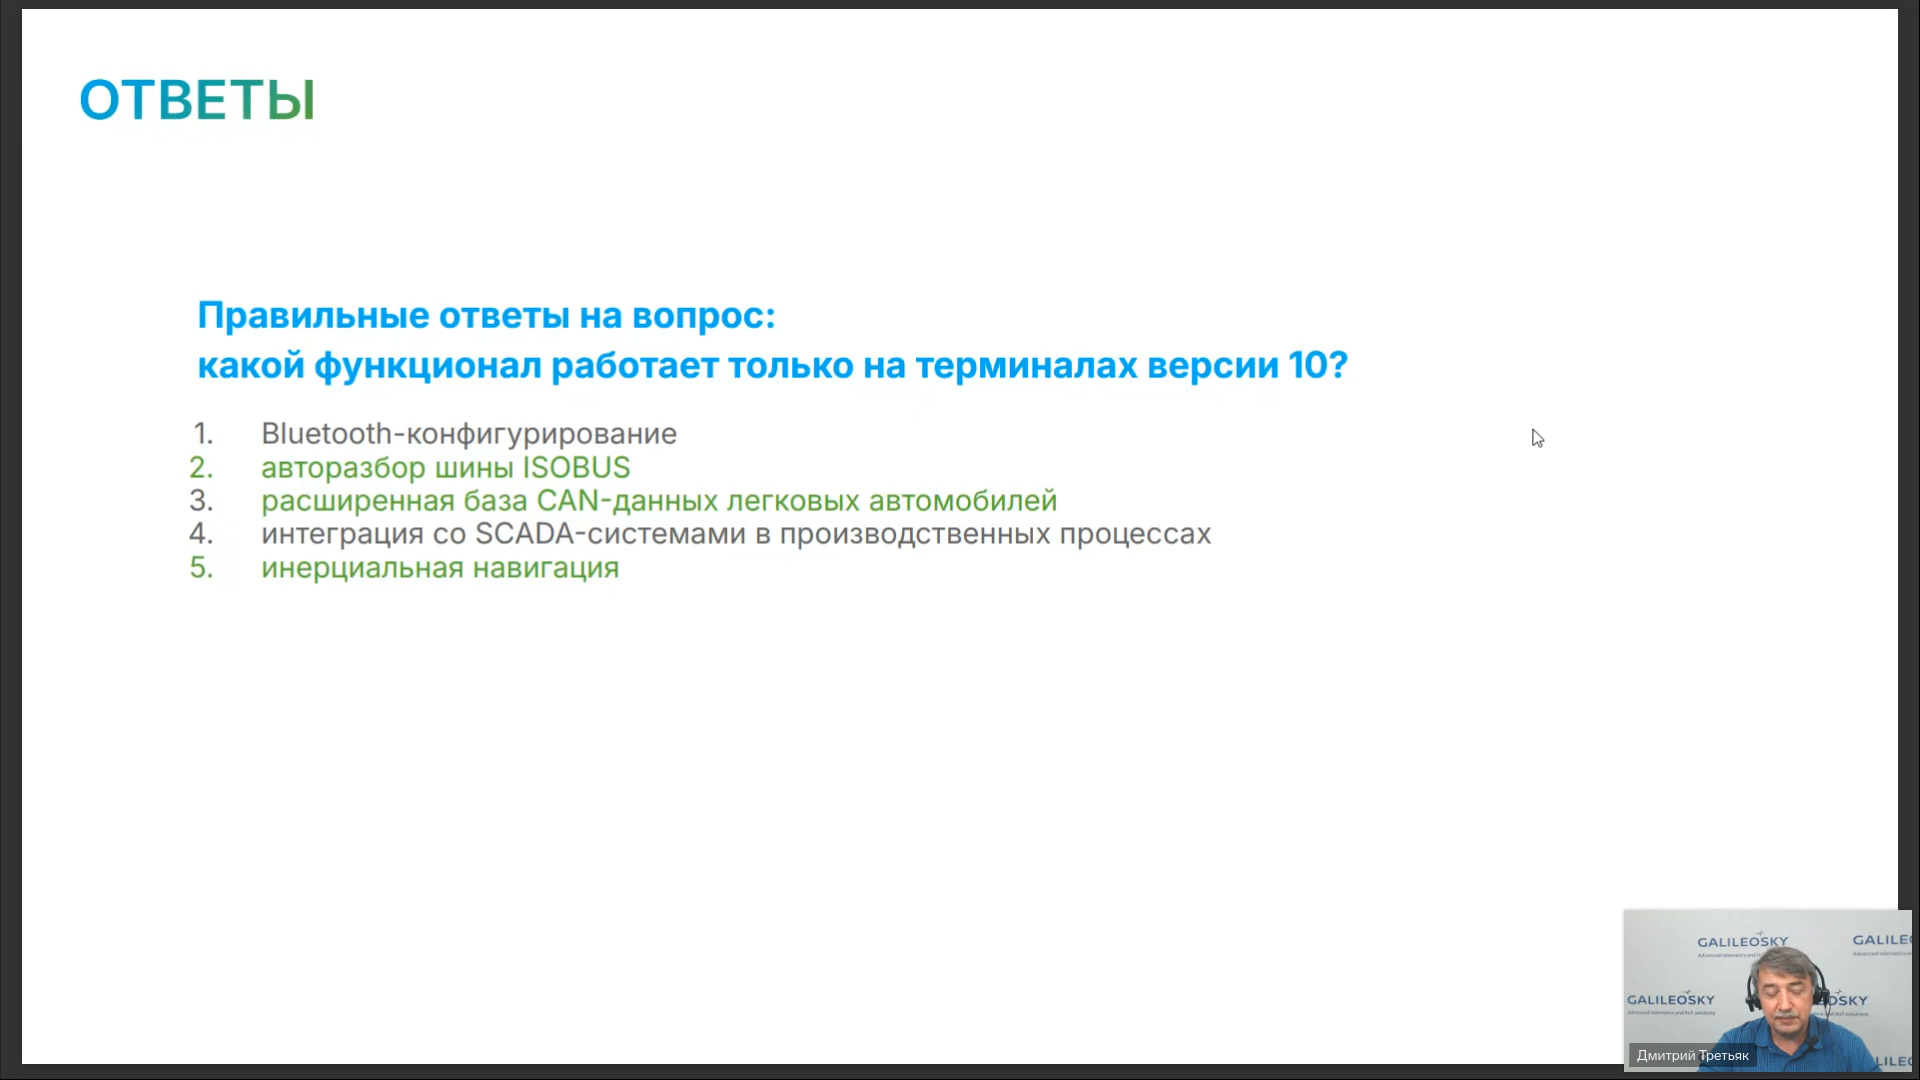 ОТВЕТЫ
Правильные ответы на вопрос:
какой функционал работает только на терминалах версии 10?
1. Bluetooth-конфигурирование
2. авторазбор шины ISOBUS
3. расширенная база CAN-данных легковых автомобилей
4. интеграция со SCADA-системами в производственных процессах
5. инерциальная навигация
GALILEOSKY
GALILE
GALILEOSKY
OSKY
Дмитрий Третьяк